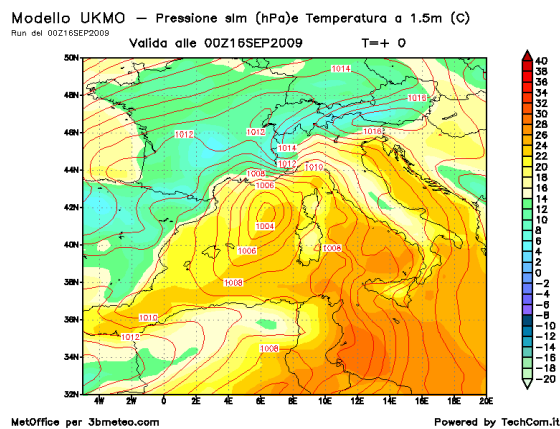 Modello UKMO — Pressione slm (hPa)e Temperatura a 1.5m (C)
Run del 00Z16SEP2009
Valida alle 00Z16SEP2009 T=+ 0
50N
48N
46N
44N
42N
40N
38N
36N
34N
32N
4W 2W 0 2E 4E 6E 8E 10E 12E 14E 16E 18E 20E
1014
1016
1012 1012 1016
1014
1012 1010
1008
1006
1004
1006 1008
1008
1010
1012
1008
40
38
36
34
32
30
28
26
24
22
20
18
16
14
12
10
8
6
4
2
0
−2
−4
−6
−8
−10
−12
−14
−16
−18
−20
MetOffice per 3bmeteo.com Powered by TechCom.it